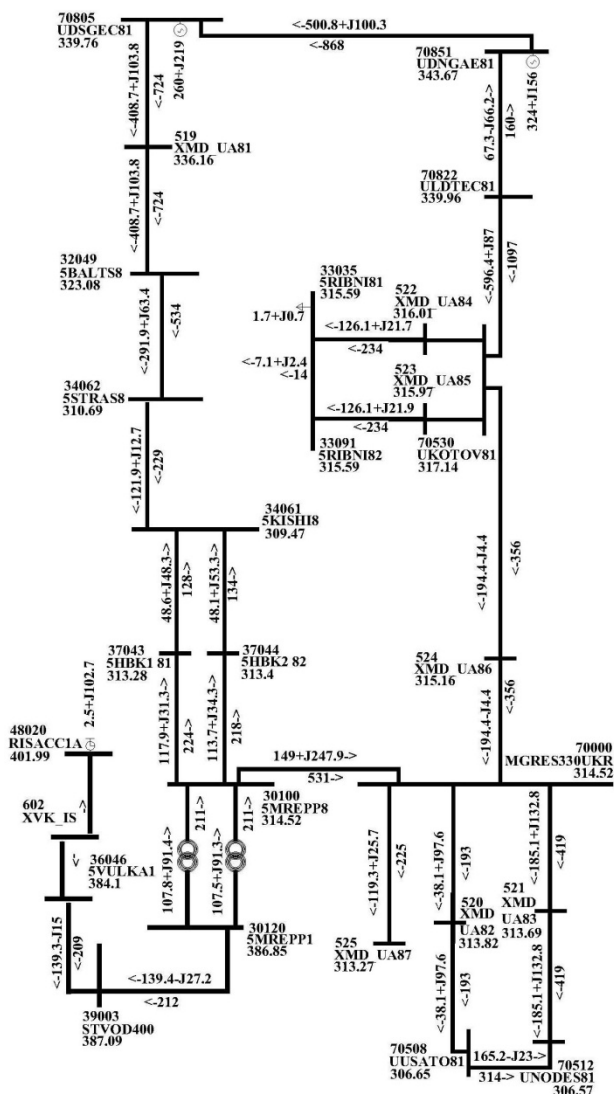 70805
UDSGEC81
339.76
<-500.8+J100.3
<-868
70851
UDNGAE81
343.67
<-408.7+J103.8
<-724
260+J219
67.3-J66.2->
160->
324+J156
519
XMD_UA81
336.16
70822
ULDTEC81
339.96
<-408.7+J103.8
<-724
<-596.4+J87
<-1097
32049
5BALTS8
323.08
33035
5RIBNI81
315.59
522
XMD_UA84
316.01
1.7+J0.7
<-126.1+J21.7
<-234
<-291.9+J63.4
<-534
<-7.1+J2.4
<-14
523
XMD_UA85
315.97
34062
5STRAS8
310.69
<-126.1+J21.9
<-234
33091
5RIBNI82
315.59
70530
UKOTOV81
317.14
<-121.9+J12.7
<-229
34061
5KISHI8
309.47
<-194.4-J4.4
<-356
48.6+J48.3->
128->
48.1+J53.3->
134->
37043
5HBK1 81
313.28
37044
5HBK2 82
313.4
524
XMD_UA86
315.16
2.5+J102.7
48020
RISACC1A
401.99
117.9+J31.3->
224->
113.7+J34.3->
218->
<-194.4-J4.4
<-356
149+J247.9->
531->
70000
MGRES330UKR
314.52
602
XVK_IS
->
30100
5MREPP8
314.52
211->
211->
107.8+J91.4->
107.5+J91.3->
<-119.3+J25.7
<-225
<-38.1+J97.6
<-193
<-185.1+J132.8
<-419
36046
5VULKA1
384.1
<-
520
XMD
UA82
313.82
521
XMD
UA83
313.69
30120
5MREPP1
386.85
525
XMD_UA87
313.27
<-139.3-J15
<-209
<-139.4-J27.2
<-212
<-38.1+J97.6
<-193
<-185.1+J132.8
<-419
39003
STVOD400
387.09
70508
UUSATO81
306.65
165.2-J23->
314->
70512
UNODES81
306.57